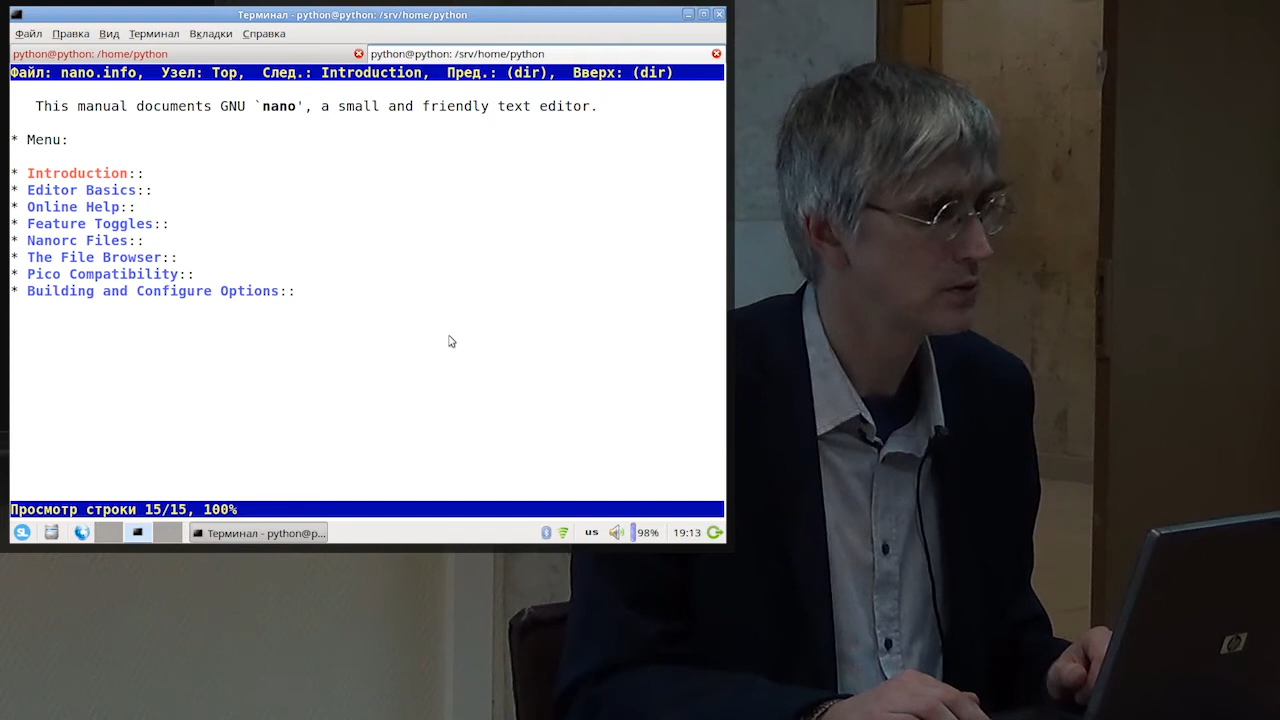 Терминал - python@python: /srv/home/python
Файл Правка Вид Терминал Вкладки Справка
python@python: /home/python python@python: /srv/home/python
Файл: nano.info, Узел: Top, След.: Introduction, Пред.: (dir), Вверх: (dir)
This manual documents GNU `nano', a small and friendly text editor.
* Menu:
* Introduction::
* Editor Basics::
* Online Help::
* Feature Toggles::
* Nanorc Files::
* The File Browser::
* Pico Compatibility::
* Building and Configure Options::
Просмотр строки 15/15, 100%
SL Терминал - python@p... us 98% 19:13
hp